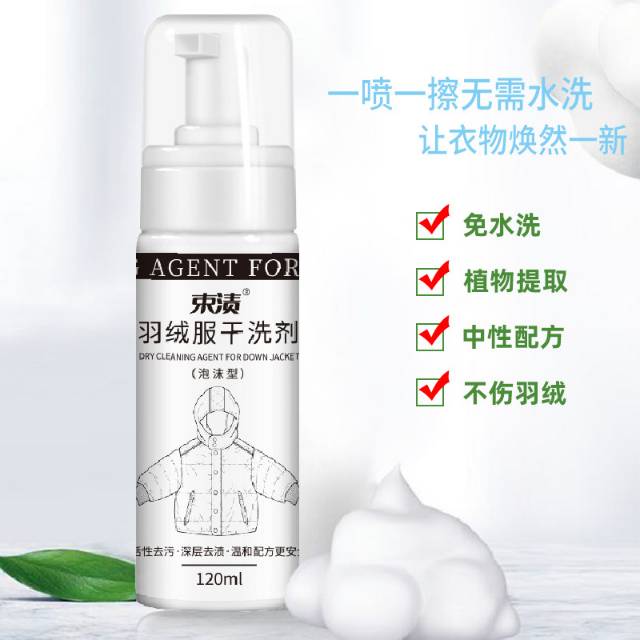 一喷一擦无需水洗
让衣物焕然一新
免水洗
植物提取
中性配方
不伤羽绒
AGENT FOR
束渍®
羽绒服干洗剂
DRY CLEANING AGENT FOR DOWN JACKET
(泡沫型)
活性去污·深层去渍·温和配方更安全
120ml